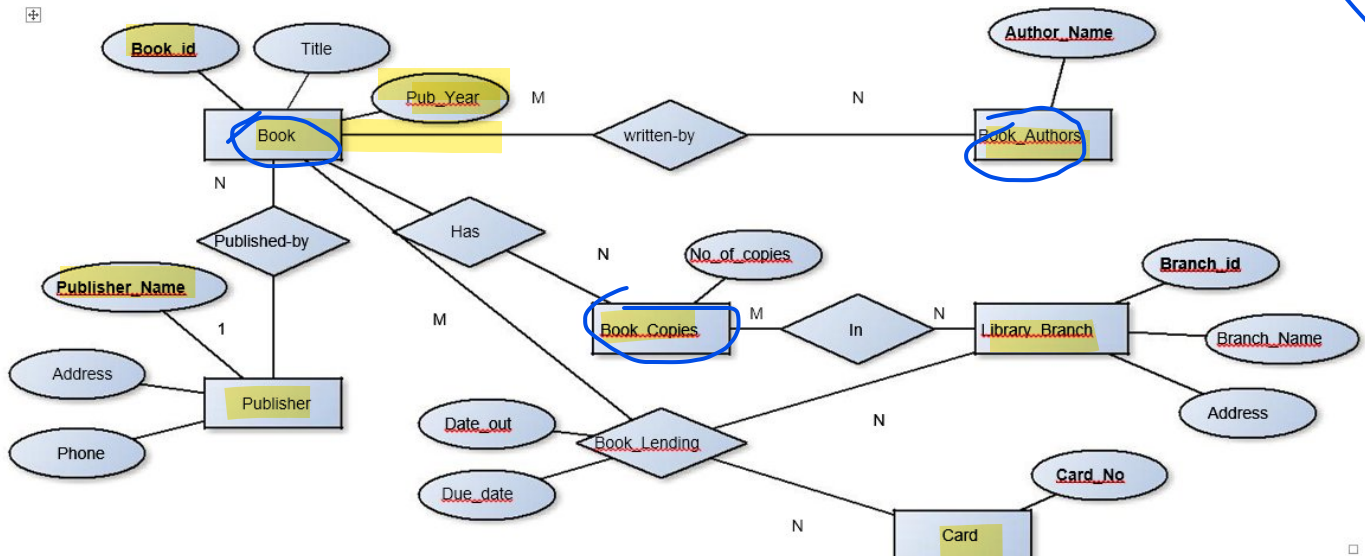 Author_Name
Book_id
Title
Pub_Year
M
N
Book
written-by
Book_Authors
N
Published-by
Has
N
No_of_copies
Branch_id
Publisher_Name
1
M
Book_Copies
M
In
N
Library_Branch
Branch_Name
Address
Publisher
Address
Phone
Date_out
Book_Lending
N
Due_date
Card_No
N
Card